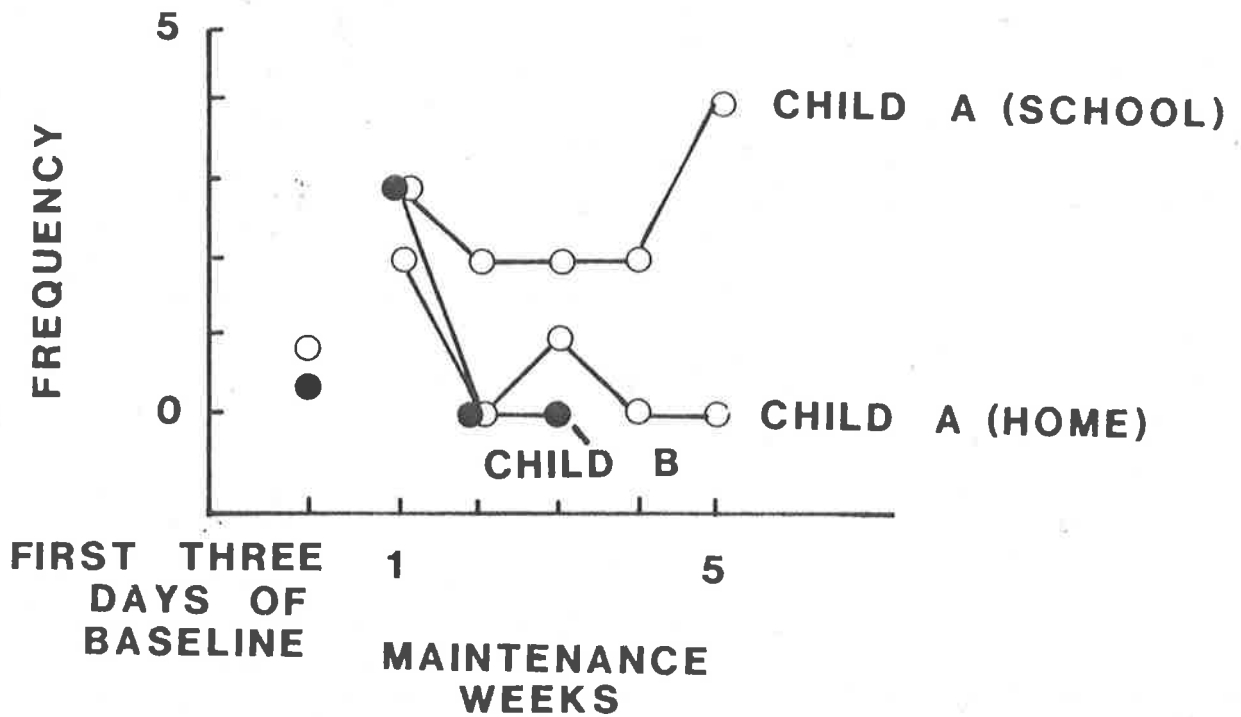 5
CHILD A (SCHOOL)
FREQUENCY
0
CHILD A (HOME)
CHILD B
FIRST THREE
DAYS OF
BASELINE
1
5
MAINTENANCE
WEEKS